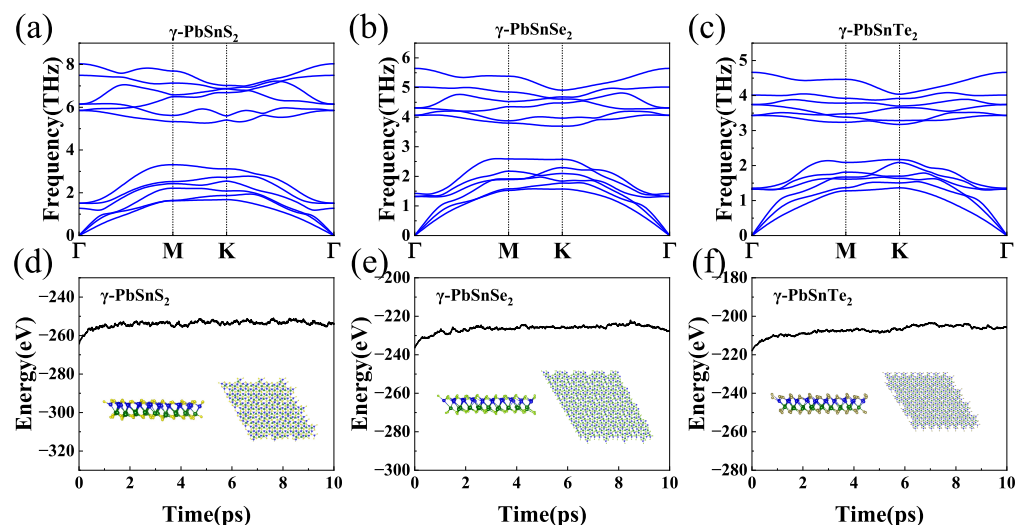 (a) γ-PbSnS₂
(b) γ-PbSnSe₂
(c) γ-PbSnTe₂
Frequency(THz)
8
6
4
2
0
Γ M K Γ
Frequency(THz)
6
5
4
3
2
1
0
Γ M K Γ
Frequency(THz)
5
4
3
2
1
0
Γ M K Γ
(d) γ-PbSnS₂
Energy(eV)
−240
−260
−280
−300
−320
0 2 4 6 8 10
Time(ps)
(e) γ-PbSnSe₂
Energy(eV)
−200
−220
−240
−260
−280
−300
0 2 4 6 8 10
Time(ps)
(f) γ-PbSnTe₂
Energy(eV)
−180
−200
−220
−240
−260
−280
0 2 4 6 8 10
Time(ps)